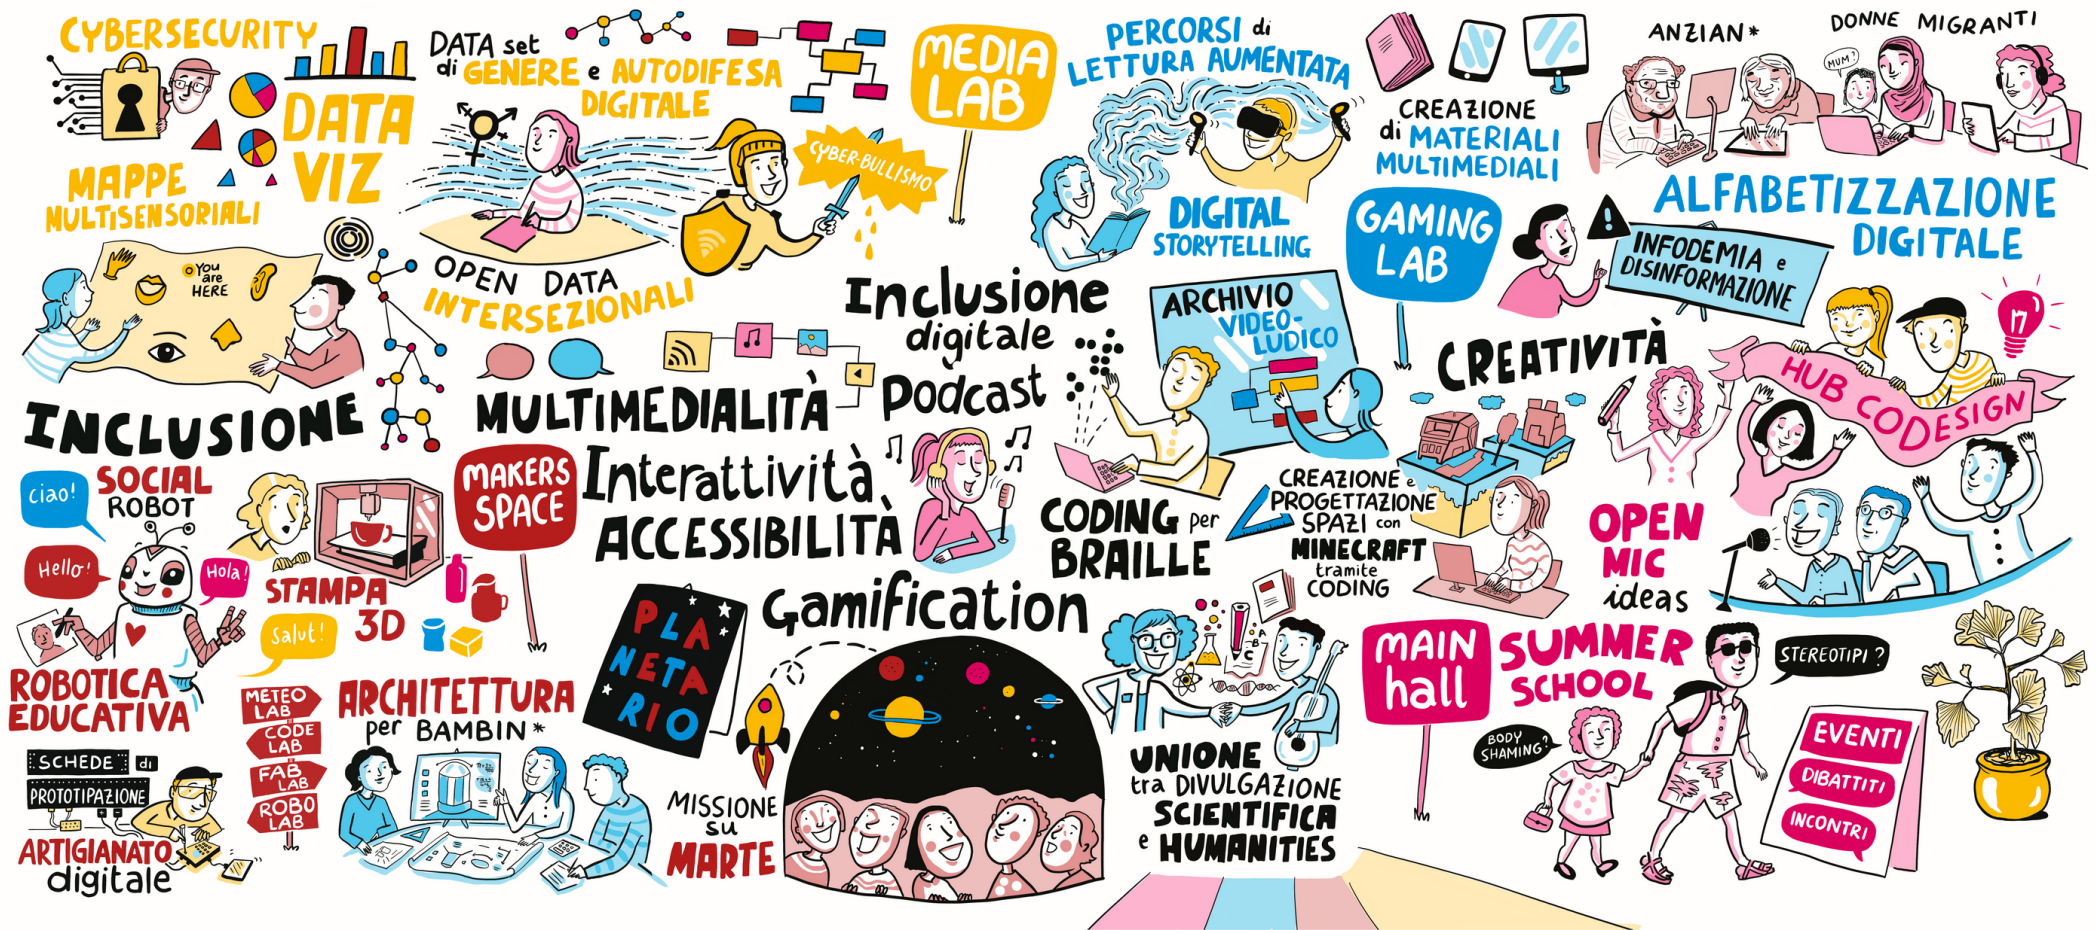 CYBERSECURITY
DATA
VIZ
MAPPE
MULTISENSORIALI
You
are
HERE
INCLUSIONE
DATA set
di GENERE e AUTODIFESA
DIGITALE
CYBER-BULLISMO
OPEN DATA
INTERSEZIONALI
MEDIA
LAB
PERCORSI di
LETTURA AUMENTATA
DIGITAL
STORYTELLING
CREAZIONE
di MATERIALI
MULTIMEDIALI
GAMING
LAB
ANZIAN*
DONNE MIGRANTI
MUM?
ALFABETIZZAZIONE
DIGITALE
INFODEMIA e
DISINFORMAZIONE
Inclusione
digitale
Podcast
MULTIMEDIALITÀ
Interattività
ACCESSIBILITÀ
Gamification
ARCHIVIO
VIDEO-
LUDICO
CREATIVITÀ
HUB CODESIGN
CODING per
BRAILLE
CREAZIONE e
PROGETTAZIONE
SPAZI con
MINECRAFT
tramite
CODING
OPEN
MIC
ideas
ciao!
SOCIAL
ROBOT
Hello!
Hola!
Salut!
STAMPA
3D
MAKERS
SPACE
ROBOTICA
EDUCATIVA
SCHEDE di
PROTOTIPAZIONE
ARTIGIANATO
digitale
METEO
LAB
CODE
LAB
FAB
LAB
ROBO
LAB
ARCHITETTURA
per BAMBIN*
PLA
NETA
RIO
MISSIONE
su
MARTE
A
B
C
UNIONE
tra DIVULGAZIONE
SCIENTIFICA
e HUMANITIES
MAIN
hall
SUMMER
SCHOOL
STEREOTIPI?
BODY
SHAMING?
EVENTI
DIBATTITI
INCONTRI